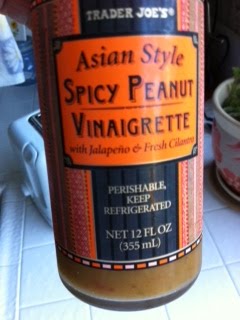 TRADER JOE'S®
Asian Style
SPICY PEANUT
VINAIGRETTE
with Jalapeño & Fresh Cilantro
PERISHABLE,
KEEP
REFRIGERATED
NET 12 FL OZ
(355 mL)